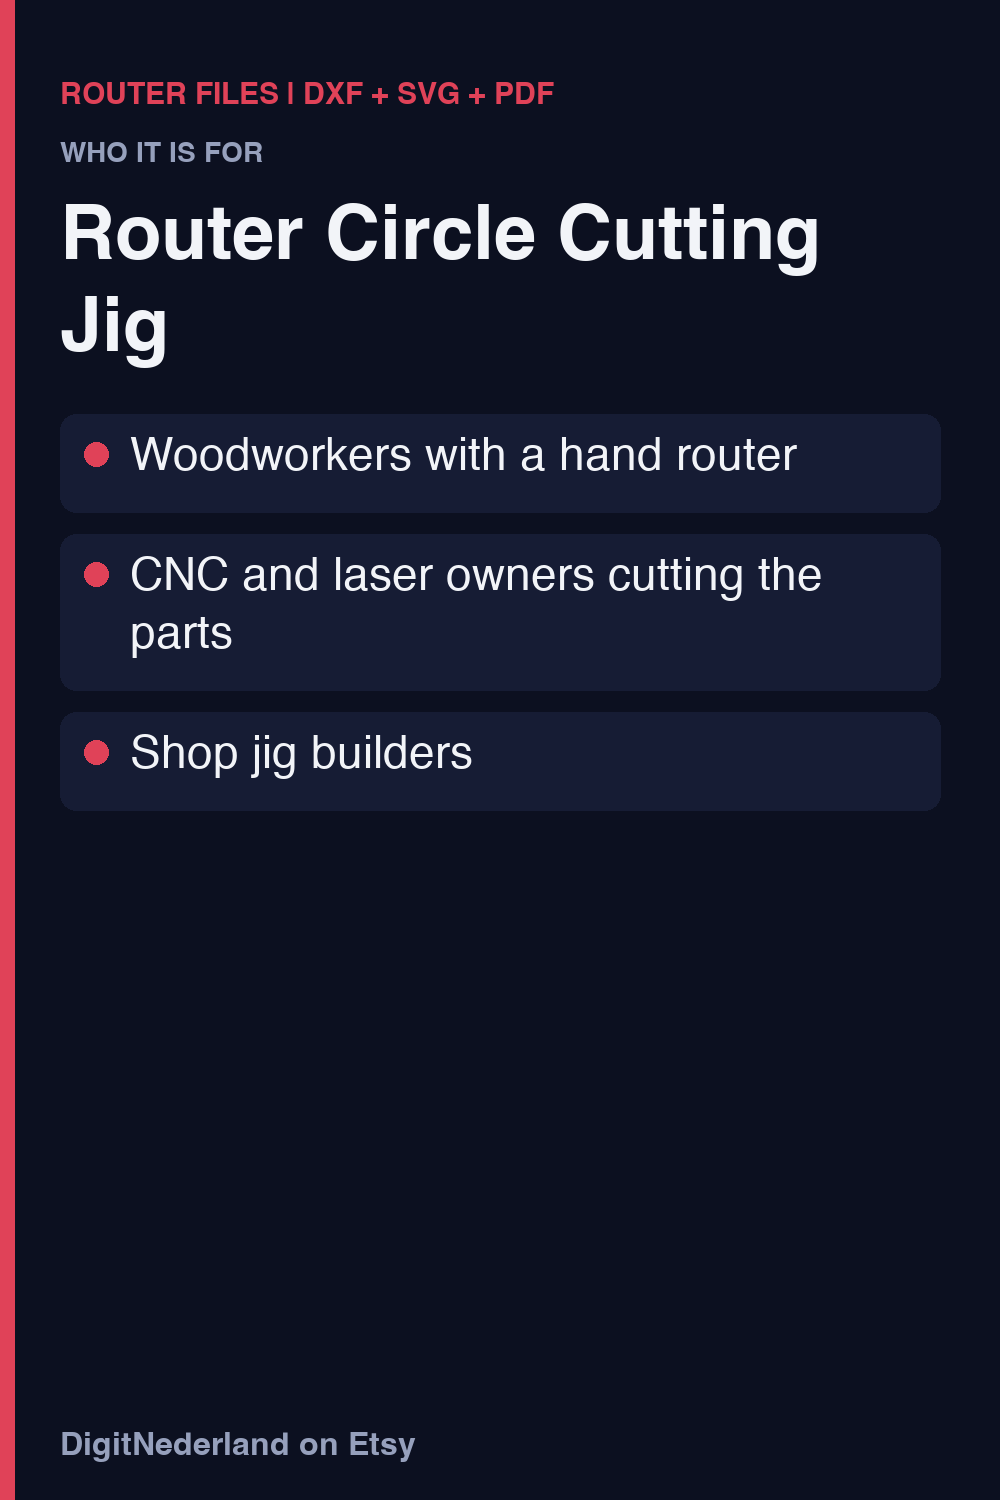 ROUTER FILES | DXF + SVG + PDF
WHO IT IS FOR
Router Circle Cutting
Jig
Woodworkers with a hand router
CNC and laser owners cutting the
parts
Shop jig builders
DigitNederland on Etsy